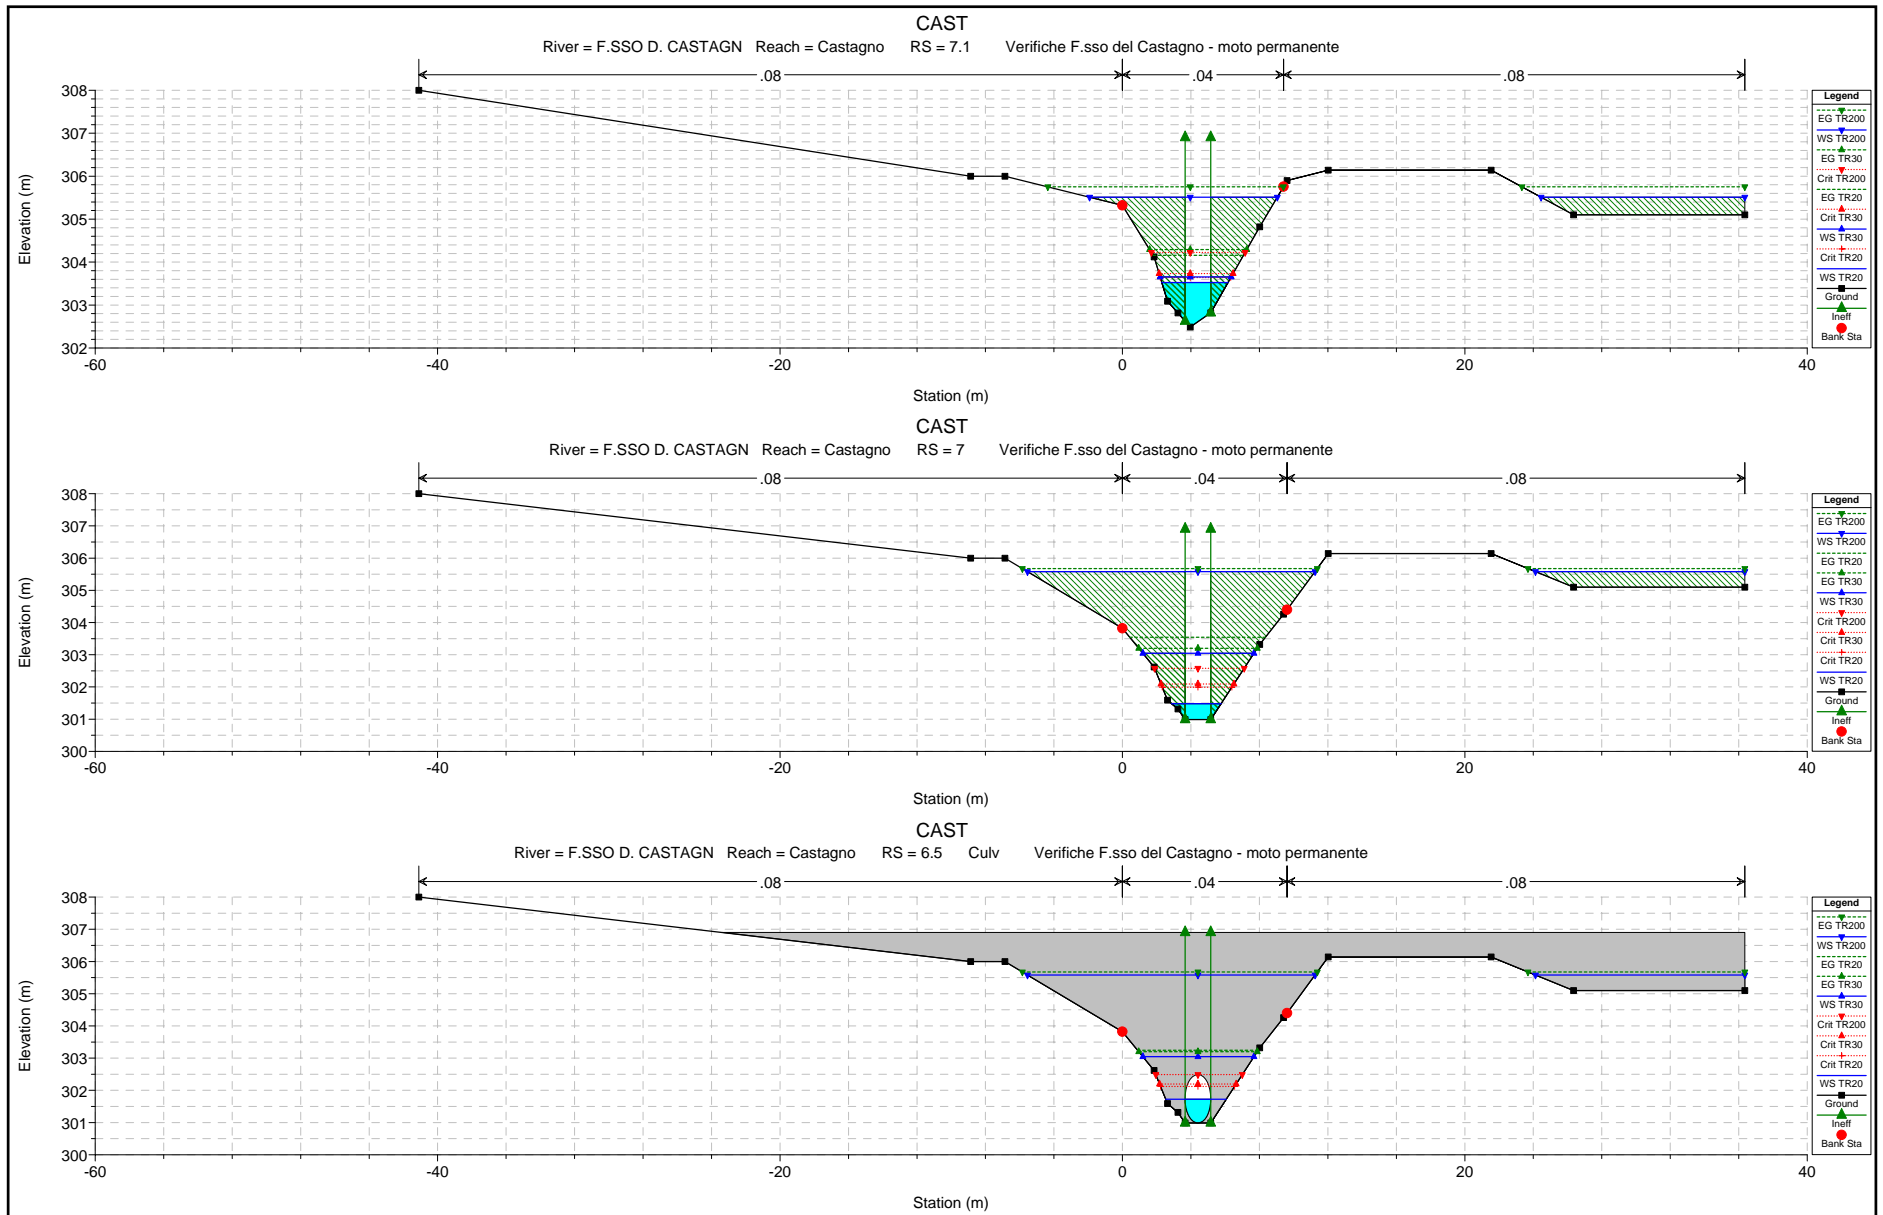 CAST
River = F.SSO D. CASTAGN Reach = Castagno RS = 7.1 Verifiche F.sso del Castagno - moto permanente
.08 .04 .08
308
307
306
305
304
303
302
Elevation (m)
-60 -40 -20 0 20 40
Station (m)
Legend
EG TR200
WS TR200
EG TR30
Crit TR200
EG TR20
Crit TR30
WS TR30
Crit TR20
WS TR20
Ground
Ineff
Bank Sta
CAST
River = F.SSO D. CASTAGN Reach = Castagno RS = 7 Verifiche F.sso del Castagno - moto permanente
.08 .04 .08
308
307
306
305
304
303
302
301
300
Elevation (m)
-60 -40 -20 0 20 40
Station (m)
Legend
EG TR200
WS TR200
EG TR20
EG TR30
WS TR30
Crit TR200
Crit TR30
Crit TR20
WS TR20
Ground
Ineff
Bank Sta
CAST
River = F.SSO D. CASTAGN Reach = Castagno RS = 6.5 Culv Verifiche F.sso del Castagno - moto permanente
.08 .04 .08
308
307
306
305
304
303
302
301
300
Elevation (m)
-60 -40 -20 0 20 40
Station (m)
Legend
EG TR200
WS TR200
EG TR20
EG TR30
WS TR30
Crit TR200
Crit TR30
Crit TR20
WS TR20
Ground
Ineff
Bank Sta